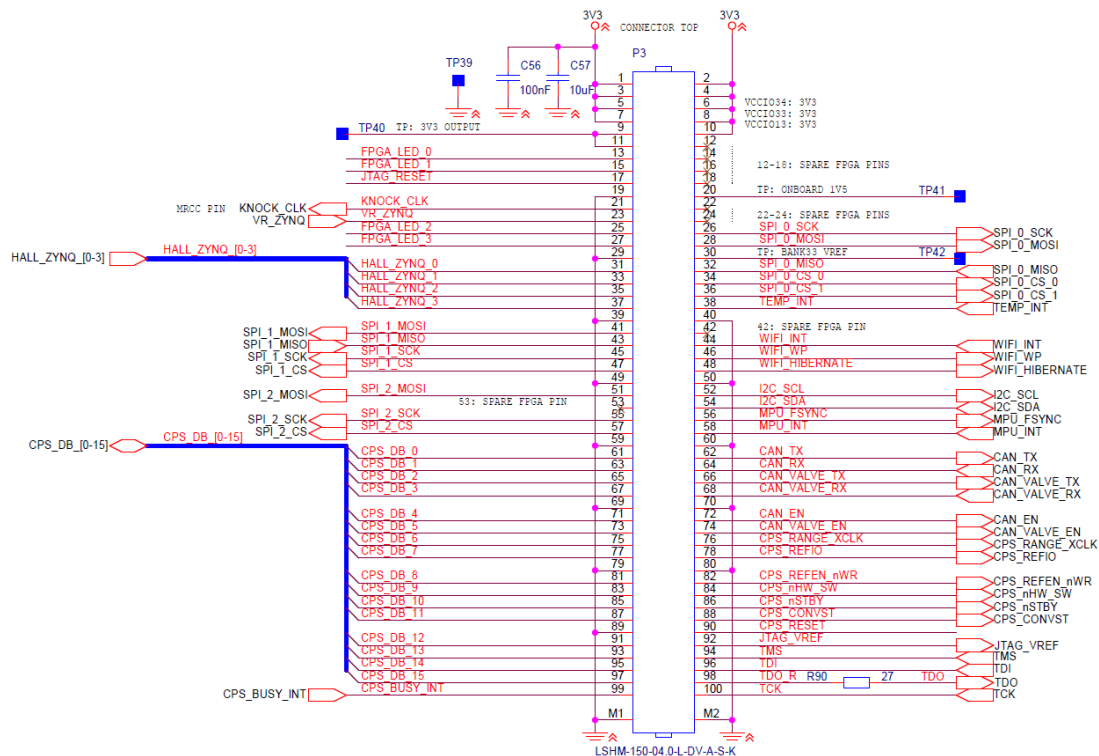 3V3 CONNECTOR TOP 3V3
P3
TP39 C56 C57
100nF 10uF
1 2
3 4
5 6 VCCIO34: 3V3
7 8 VCCIO33: 3V3
TP40 TP: 3V3 OUTPUT 9 10 VCCIO13: 3V3
11 12
FPGA_LED_0 13 14
FPGA_LED_1 15 16 12-18: SPARE FPGA PINS
JTAG_RESET 17 18
19 20 TP: ONBOARD 1V5 TP41
MRCC PIN KNOCK_CLK KNOCK_CLK 21 22
VR_ZYNQ VR_ZYNQ 23 24 22-24: SPARE FPGA PINS
FPGA_LED_2 25 26 SPI_0_SCK SPI_0_SCK
FPGA_LED_3 27 28 SPI_0_MOSI SPI_0_MOSI
HALL_ZYNQ_[0-3] HALL_ZYNQ_[0-3] 29 30 TP: BANK33 VREF TP42
HALL_ZYNQ_0 31 32 SPI_0_MISO SPI_0_MISO
HALL_ZYNQ_1 33 34 SPI_0_CS_0 SPI_0_CS_0
HALL_ZYNQ_2 35 36 SPI_0_CS_1 SPI_0_CS_1
HALL_ZYNQ_3 37 38 TEMP_INT TEMP_INT
39 40
SPI_1_MOSI SPI_1_MOSI 41 42 42: SPARE FPGA PIN
SPI_1_MISO SPI_1_MISO 43 44 WIFI_INT WIFI_INT
SPI_1_SCK SPI_1_SCK 45 46 WIFI_WP WIFI_WP
SPI_1_CS SPI_1_CS 47 48 WIFI_HIBERNATE WIFI_HIBERNATE
49 50
SPI_2_MOSI SPI_2_MOSI 51 52 I2C_SCL I2C_SCL
53: SPARE FPGA PIN 53 54 I2C_SDA I2C_SDA
SPI_2_SCK SPI_2_SCK 55 56 MPU_FSYNC MPU_FSYNC
SPI_2_CS SPI_2_CS 57 58 MPU_INT MPU_INT
CPS_DB_[0-15] CPS_DB_[0-15] 59 60
CPS_DB_0 61 62 CAN_TX CAN_TX
CPS_DB_1 63 64 CAN_RX CAN_RX
CPS_DB_2 65 66 CAN_VALVE_TX CAN_VALVE_TX
CPS_DB_3 67 68 CAN_VALVE_RX CAN_VALVE_RX
69 70
CPS_DB_4 71 72 CAN_EN CAN_EN
CPS_DB_5 73 74 CAN_VALVE_EN CAN_VALVE_EN
CPS_DB_6 75 76 CPS_RANGE_XCLK CPS_RANGE_XCLK
CPS_DB_7 77 78 CPS_REFIO CPS_REFIO
79 80
CPS_DB_8 81 82 CPS_REFEN_nWR CPS_REFEN_nWR
CPS_DB_9 83 84 CPS_nHW_SW CPS_nHW_SW
CPS_DB_10 85 86 CPS_nSTBY CPS_nSTBY
CPS_DB_11 87 88 CPS_CONVST CPS_CONVST
89 90 CPS_RESET
CPS_DB_12 91 92 JTAG_VREF JTAG_VREF
CPS_DB_13 93 94 TMS TMS
CPS_DB_14 95 96 TDI TDI
CPS_DB_15 97 98 TDO_R R90 27 TDO TDO
CPS_BUSY_INT CPS_BUSY_INT 99 100 TCK TCK
M1 M2
LSHM-150-04.0-L-DV-A-S-K